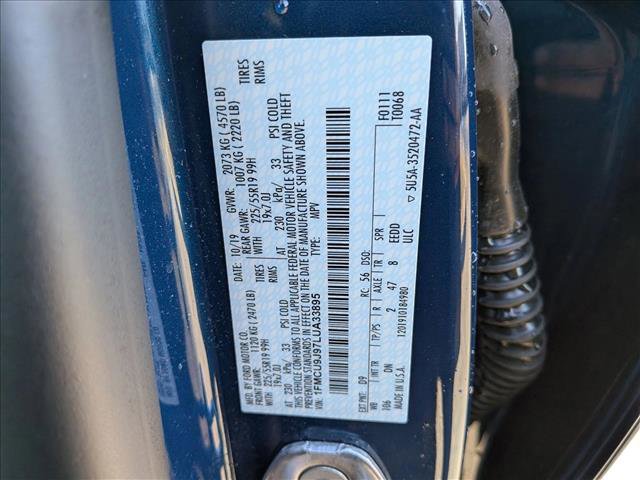 MFD. BY FORD MOTOR CO.
DATE: 10/19 GVWR: 2073 KG ( 4570 LB)
FRONT GAWR: 1120 KG ( 2470 LB) REAR GAWR: 1007 KG ( 2220 LB)
225/55R19 99H TIRES WITH 225/55R19 99H TIRES
19x7.0J RIMS 19x7.0J RIMS
AT 230 kPa/ 33 PSI COLD AT 230 kPa/ 33 PSI COLD
THIS VEHICLE CONFORMS TO ALL APPLICABLE FEDERAL MOTOR VEHICLE SAFETY AND THEFT
PREVENTION STANDARDS IN EFFECT ON THE DATE OF MANUFACTURE SHOWN ABOVE.
VIN: 1FMCU9J97LUA33895 TYPE: MPV
F0111
T0068
EXT PNT: D9 RC: 56 DSO:
WB INT TR TP/PS R AXLE TR SPR
106 DN 2 47 8 EEDD
MADE IN U.S.A. ULC
1201910184980 ▽ 5U5A-3520472-AA